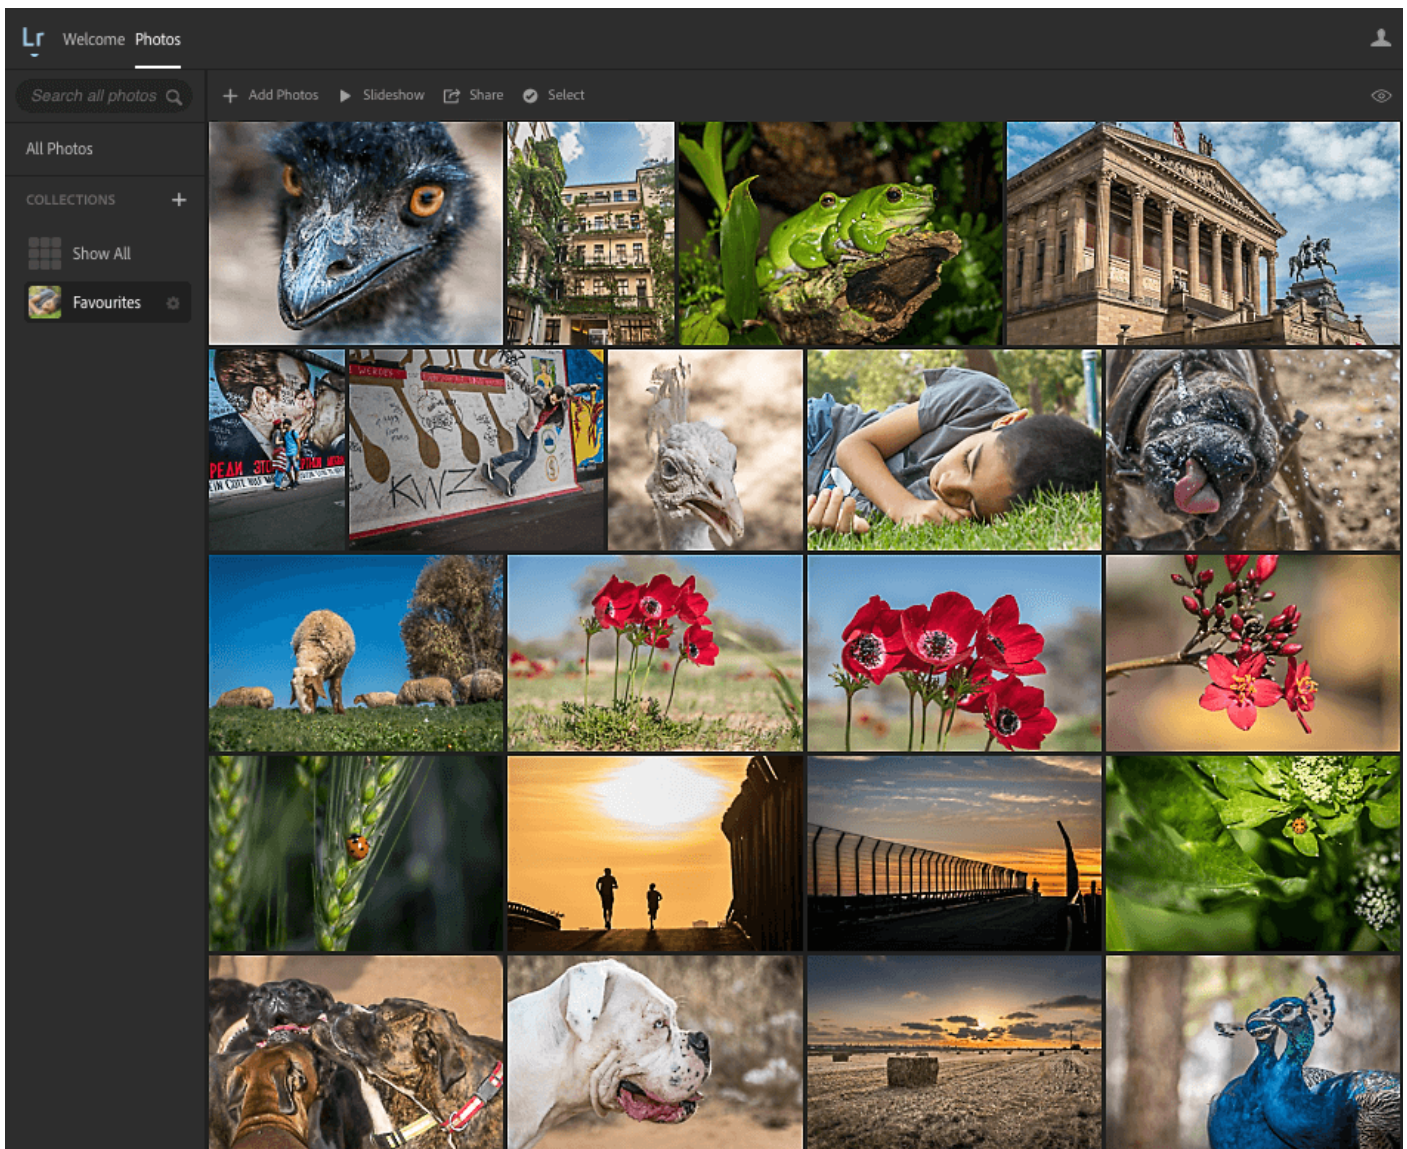 Lr Welcome Photos
Search all photos
Add Photos Slideshow Share Select
All Photos
COLLECTIONS
Show All
Favourites
KWZ